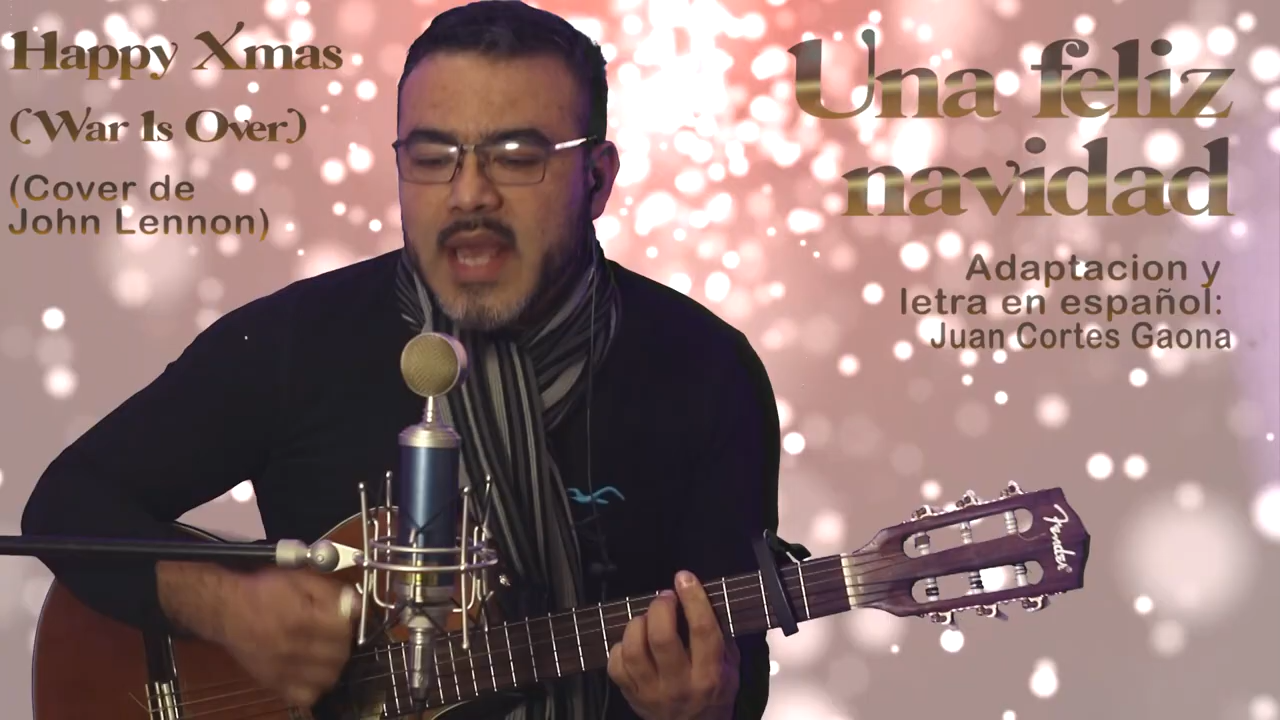 Happy Xmas
(War Is Over)
(Cover de
John Lennon)
Una feliz
navidad
Adaptacion y
letra en español:
Juan Cortes Gaona
Fender